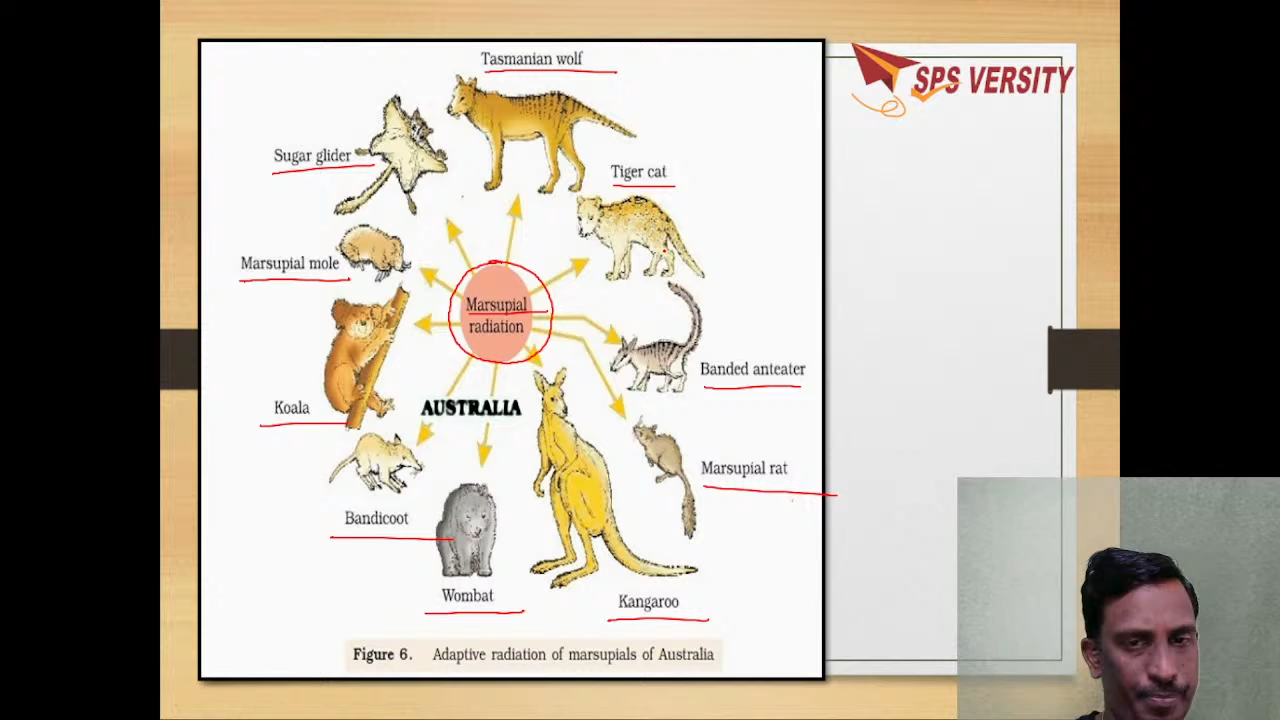 Tasmanian wolf
SPS VERSITY
Sugar glider
Tiger cat
Marsupial mole
Marsupial
radiation
Banded anteater
Koala
AUSTRALIA
Marsupial rat
Bandicoot
Wombat
Kangaroo
Figure 6. Adaptive radiation of marsupials of Australia